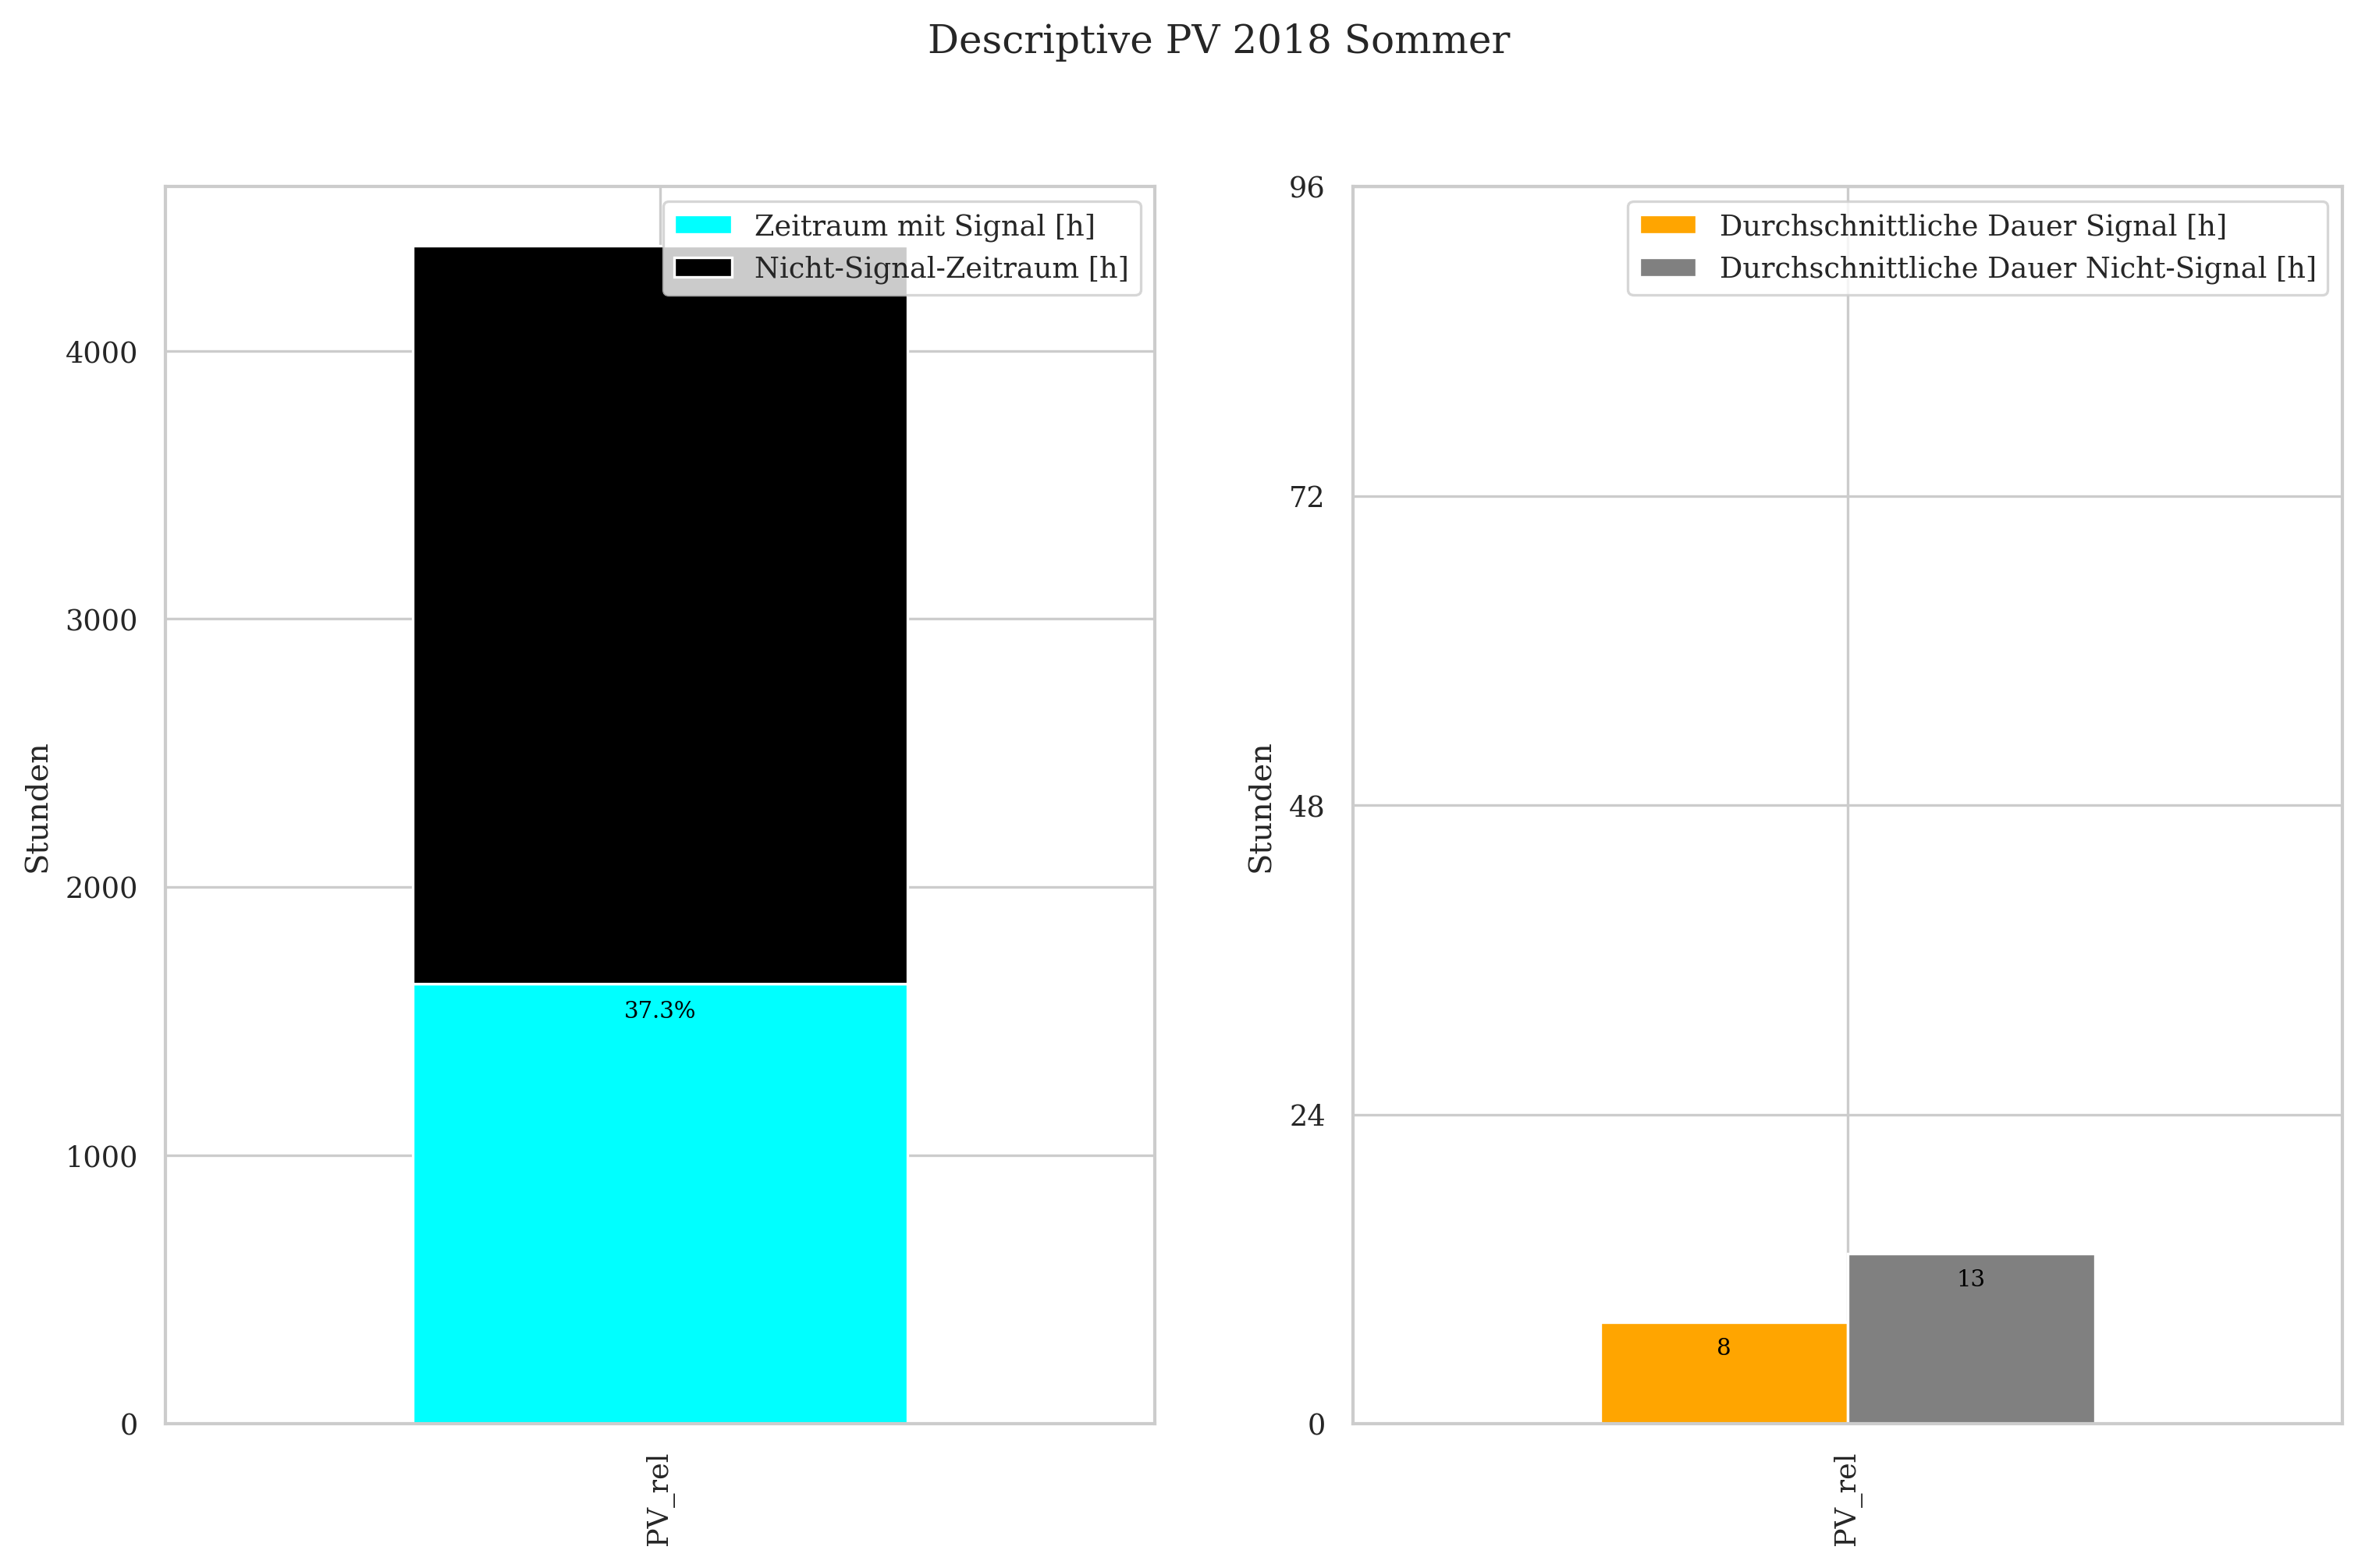 Descriptive PV 2018 Sommer
Zeitraum mit Signal [h]
Nicht-Signal-Zeitraum [h]
4000
3000
2000
1000
0
Stunden
37.3%
PV_rel
Durchschnittliche Dauer Signal [h]
Durchschnittliche Dauer Nicht-Signal [h]
96
72
48
24
0
Stunden
8
13
PV_rel